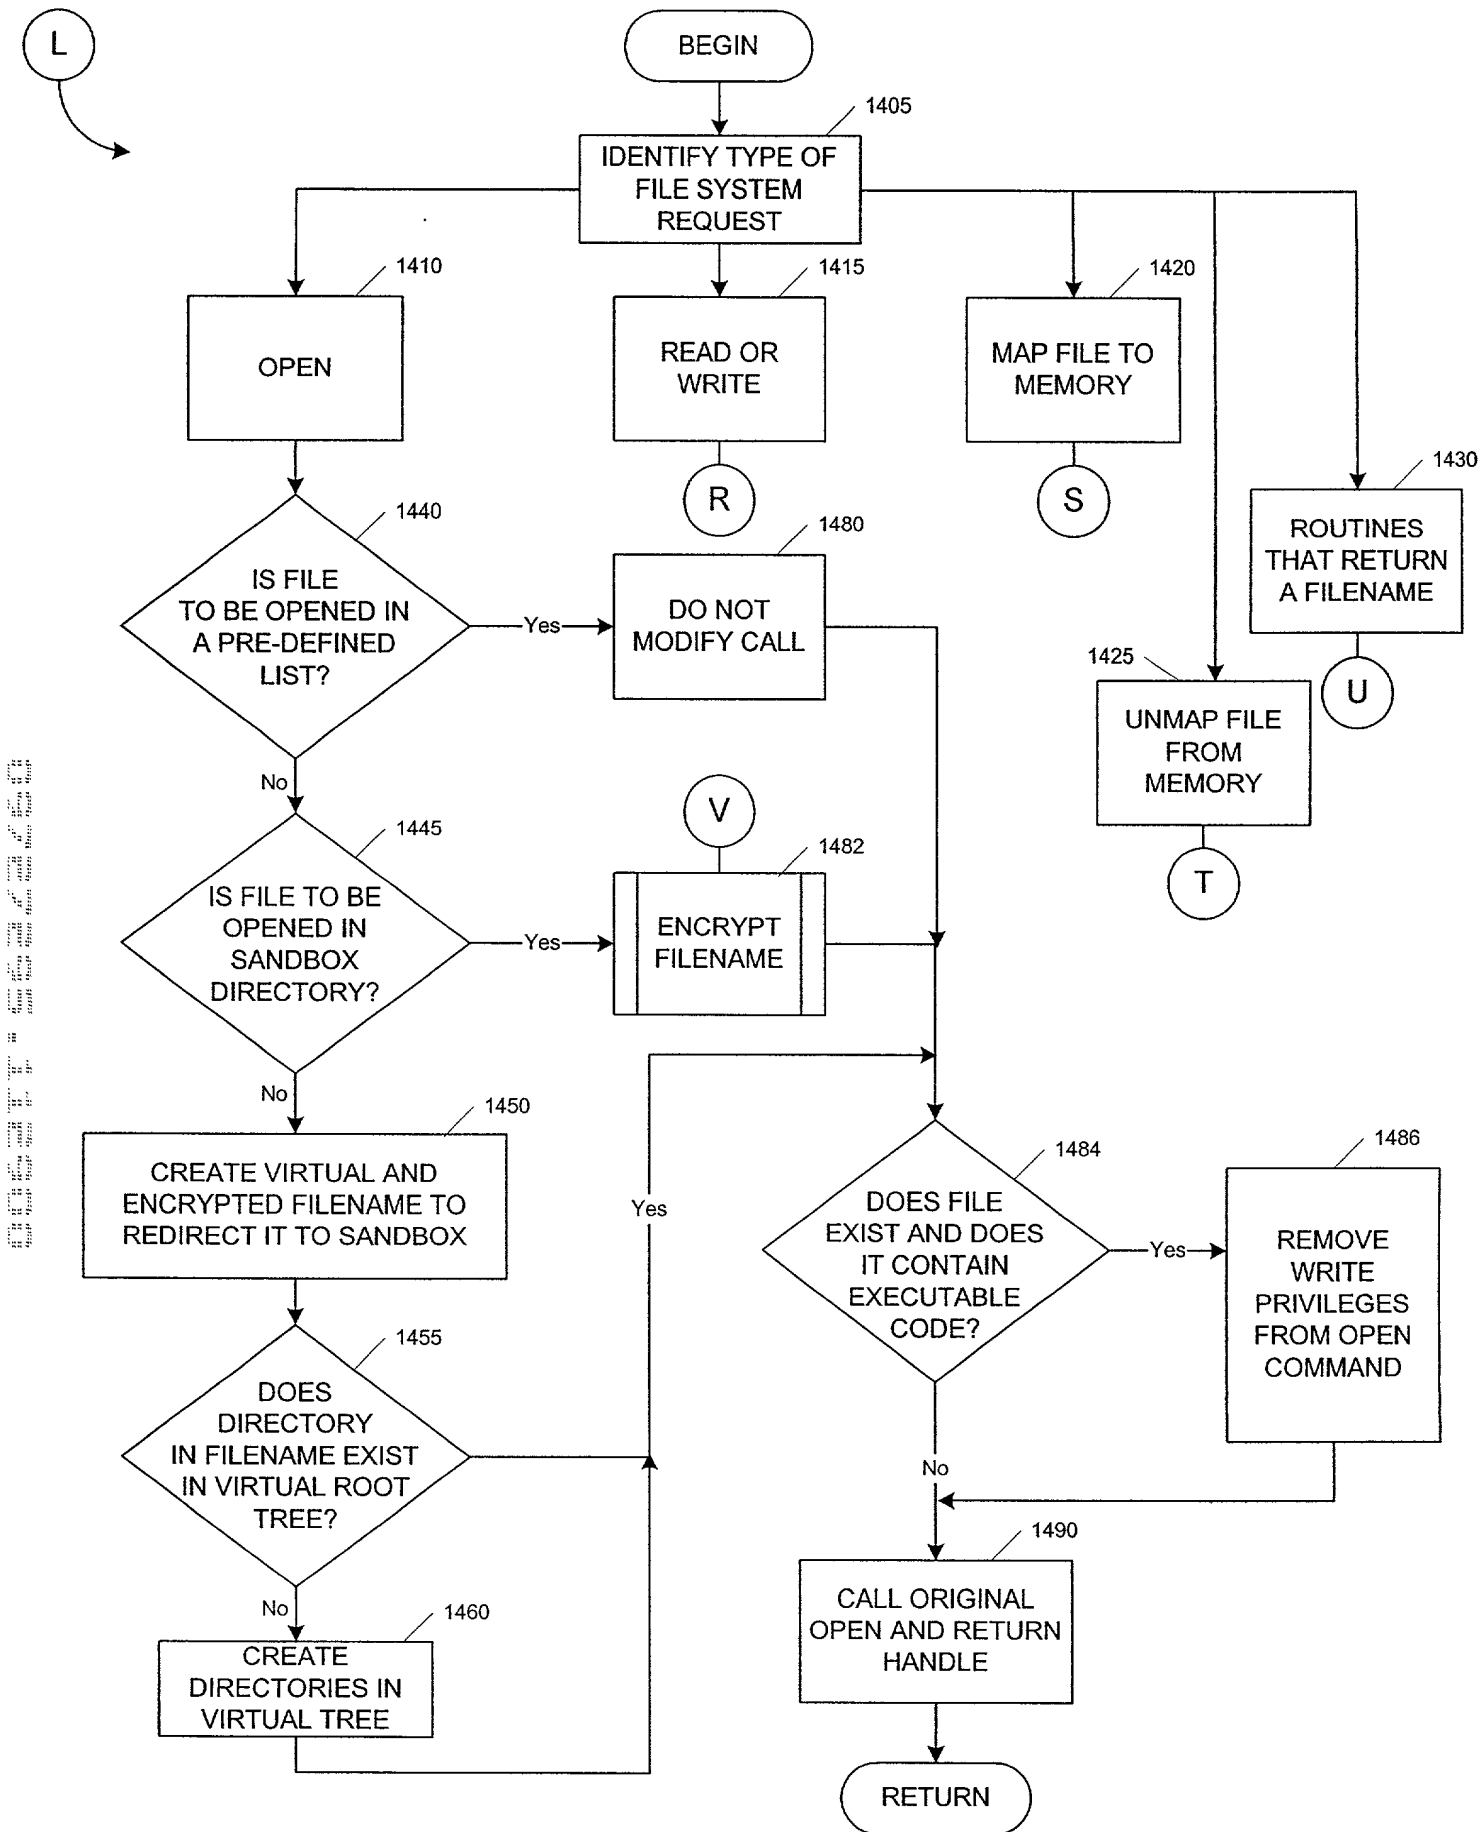 L
BEGIN
1405
IDENTIFY TYPE OF
FILE SYSTEM
REQUEST
1410
OPEN
1415
READ OR
WRITE
R
1420
MAP FILE TO
MEMORY
S
1430
ROUTINES
THAT RETURN
A FILENAME
U
1425
UNMAP FILE
FROM
MEMORY
T
1440
IS FILE
TO BE OPENED IN
A PRE-DEFINED
LIST?
Yes
1480
DO NOT
MODIFY CALL
No
1445
IS FILE TO BE
OPENED IN
SANDBOX
DIRECTORY?
Yes
V
1482
ENCRYPT
FILENAME
No
1450
CREATE VIRTUAL AND
ENCRYPTED FILENAME TO
REDIRECT IT TO SANDBOX
1455
DOES
DIRECTORY
IN FILENAME EXIST
IN VIRTUAL ROOT
TREE?
Yes
No
1460
CREATE
DIRECTORIES IN
VIRTUAL TREE
1484
DOES FILE
EXIST AND DOES
IT CONTAIN
EXECUTABLE
CODE?
Yes
1486
REMOVE
WRITE
PRIVILEGES
FROM OPEN
COMMAND
No
1490
CALL ORIGINAL
OPEN AND RETURN
HANDLE
RETURN